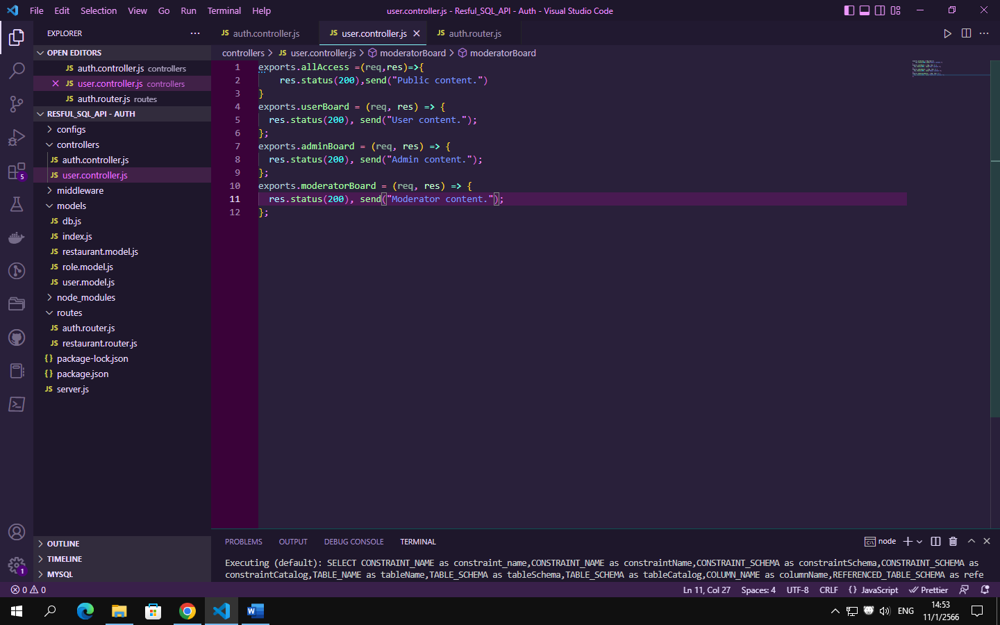 File Edit Selection View Go Run Terminal Help
user.controller.js - Resful_SQL_API - Auth - Visual Studio Code
EXPLORER
auth.controller.js
user.controller.js
auth.router.js
OPEN EDITORS
JS auth.controller.js controllers
JS user.controller.js controllers
JS auth.router.js routes
RESFUL_SQL_API - AUTH
configs
controllers
JS auth.controller.js
JS user.controller.js
middleware
models
JS db.js
JS index.js
JS restaurant.model.js
JS role.model.js
JS user.model.js
node_modules
routes
JS auth.router.js
JS restaurant.router.js
{} package-lock.json
{} package.json
JS server.js
OUTLINE
TIMELINE
MYSQL
controllers > JS user.controller.js > moderatorBoard > moderatorBoard
1 exports.allAccess =(req,res)=>{
2 res.status(200),send("Public content.")
3 }
4 exports.userBoard = (req, res) => {
5 res.status(200), send("User content.");
6 };
7 exports.adminBoard = (req, res) => {
8 res.status(200), send("Admin content.");
9 };
10 exports.moderatorBoard = (req, res) => {
11 res.status(200), send("Moderator content.");
12 };
PROBLEMS OUTPUT DEBUG CONSOLE TERMINAL
node
Executing (default): SELECT CONSTRAINT_NAME as constraint_name,CONSTRAINT_NAME as constraintName,CONSTRAINT_SCHEMA as constraintSchema,CONSTRAINT_SCHEMA as
constraintCatalog,TABLE_NAME as tableName,TABLE_SCHEMA as tableSchema,TABLE_SCHEMA as tableCatalog,COLUMN_NAME as columnName,REFERENCED_TABLE_SCHEMA as refe
5
1
0 0
Ln 11, Col 27 Spaces: 4 UTF-8 CRLF {} JavaScript Prettier
ENG
14:53
11/1/2566